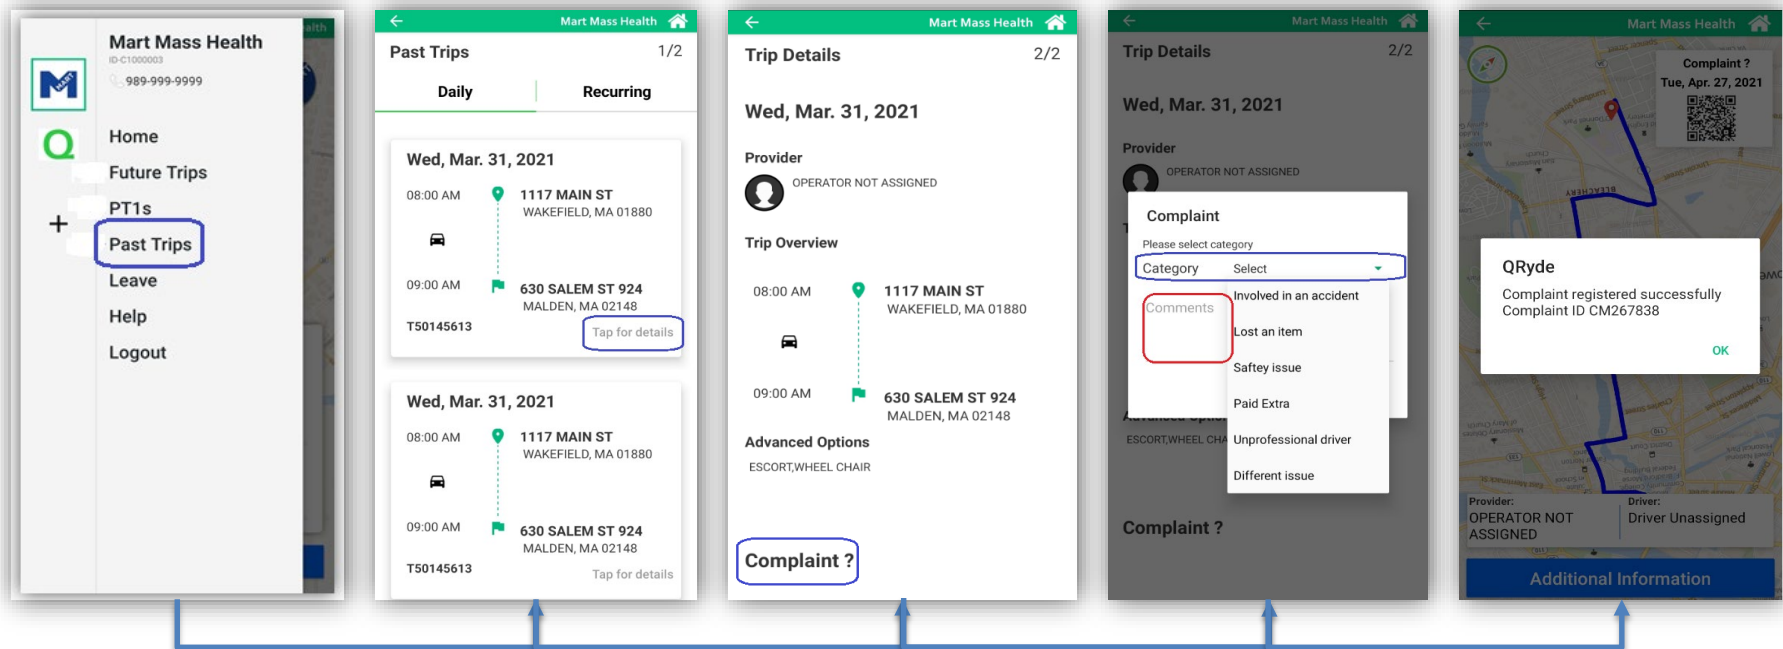 Mart Mass Health
ID-C1000003
989-999-9999
MART
Q
Home
Future Trips
PT1s
+
Past Trips
Leave
Help
Logout
Mart Mass Health
Past Trips 1/2
Daily Recurring
Wed, Mar. 31, 2021
08:00 AM 1117 MAIN ST
WAKEFIELD, MA 01880
09:00 AM 630 SALEM ST 924
MALDEN, MA 02148
T50145613 Tap for details
Wed, Mar. 31, 2021
08:00 AM 1117 MAIN ST
WAKEFIELD, MA 01880
09:00 AM 630 SALEM ST 924
MALDEN, MA 02148
T50145613 Tap for details
Mart Mass Health
Trip Details 2/2
Wed, Mar. 31, 2021
Provider
OPERATOR NOT ASSIGNED
Trip Overview
08:00 AM 1117 MAIN ST
WAKEFIELD, MA 01880
09:00 AM 630 SALEM ST 924
MALDEN, MA 02148
Advanced Options
ESCORT,WHEEL CHAIR
Complaint ?
Mart Mass Health
Trip Details 2/2
Wed, Mar. 31, 2021
Provider
OPERATOR NOT ASSIGNED
Complaint
Please select category
Category Select
Comments
Involved in an accident
Lost an item
Saftey issue
Paid Extra
Unprofessional driver
Different issue
ESCORT,WHEEL CHA
Complaint ?
Mart Mass Health
Complaint ?
Tue, Apr. 27, 2021
BLEACHERY
QRyde
Complaint registered successfully
Complaint ID CM267838
OK
Provider: Driver:
OPERATOR NOT ASSIGNED Driver Unassigned
Additional Information